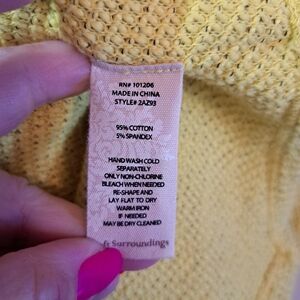 RN# 101206
MADE IN CHINA
STYLE# 2AZ93
95% COTTON
5% SPANDEX
HAND WASH COLD
SEPARATELY
ONLY NON-CHLORINE
BLEACH WHEN NEEDED
RE-SHAPE AND
LAY FLAT TO DRY
WARM IRON
IF NEEDED
MAY BE DRY CLEANED
& Surroundings